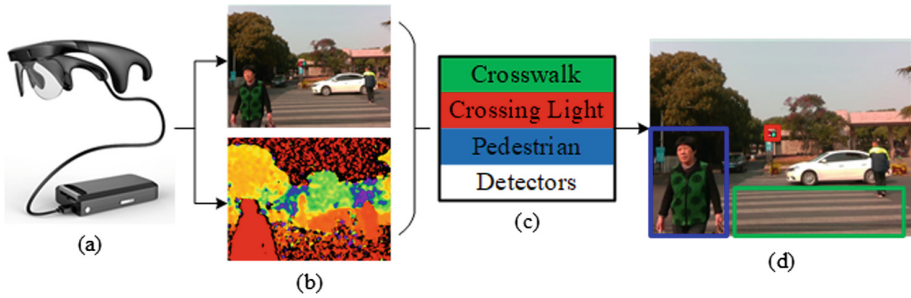 Crosswalk
Crossing Light
Pedestrian
Detectors
(a)
(b)
(c)
(d)